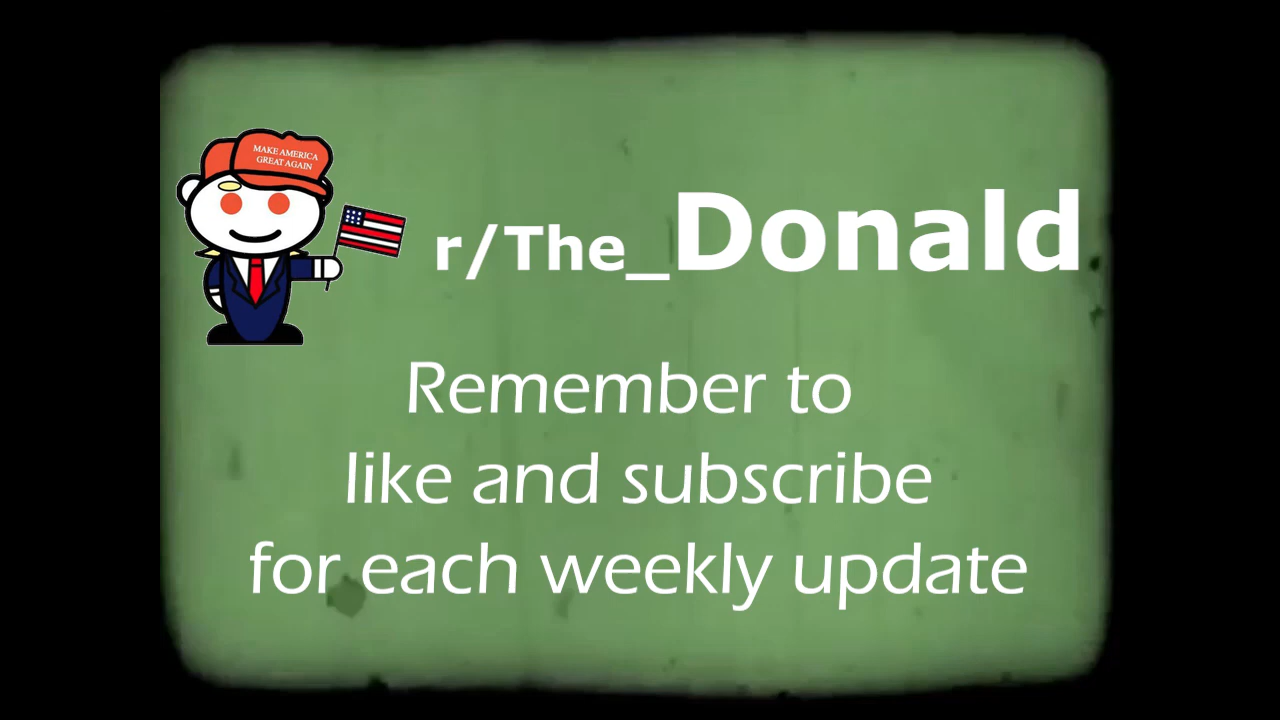 MAKE AMERICA
GREAT AGAIN
r/The_Donald
Remember to
like and subscribe
for each weekly update